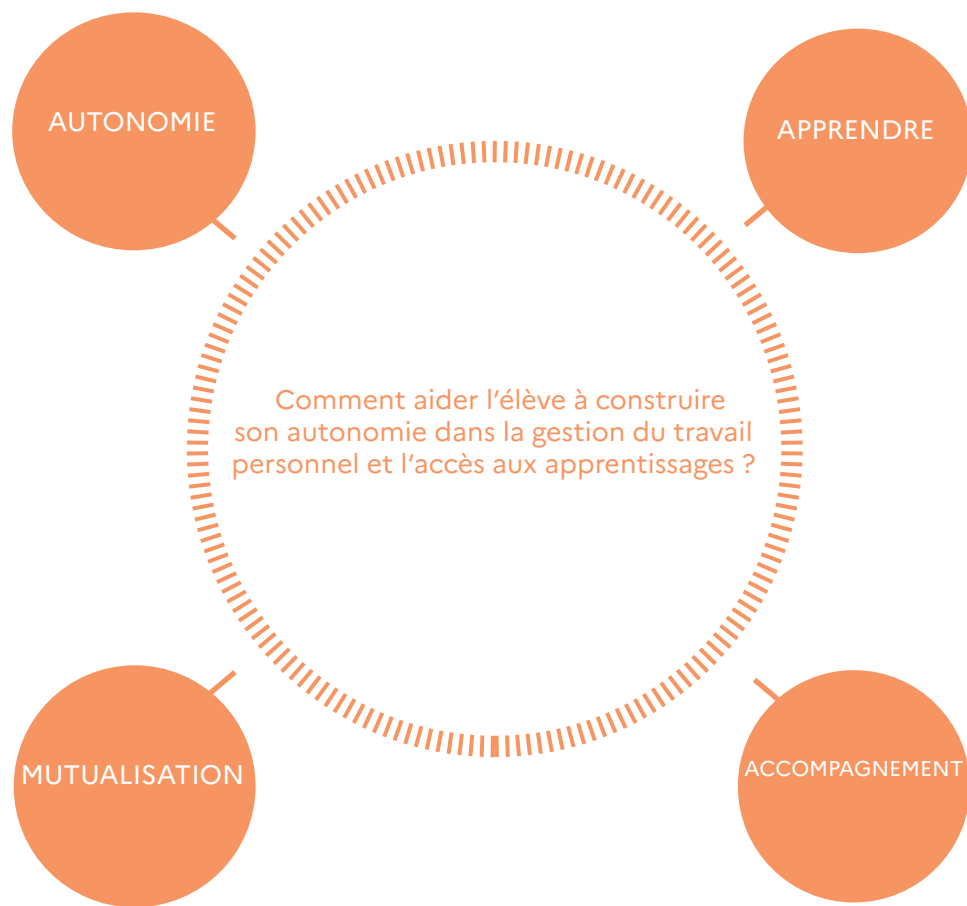 AUTONOMIE
APPRENDRE
Comment aider l’élève à construire
son autonomie dans la gestion du travail
personnel et l’accès aux apprentissages ?
MUTUALISATION
ACCOMPAGNEMENT